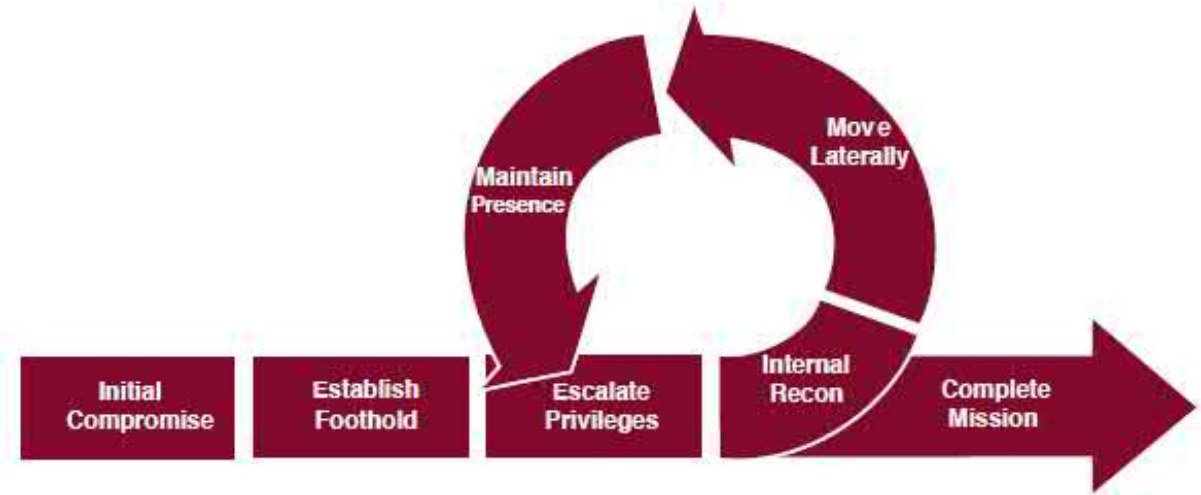 Initial
Compromise
Establish
Foothold
Escalate
Privileges
Internal
Recon
Move
Laterally
Maintain
Presence
Complete
Mission